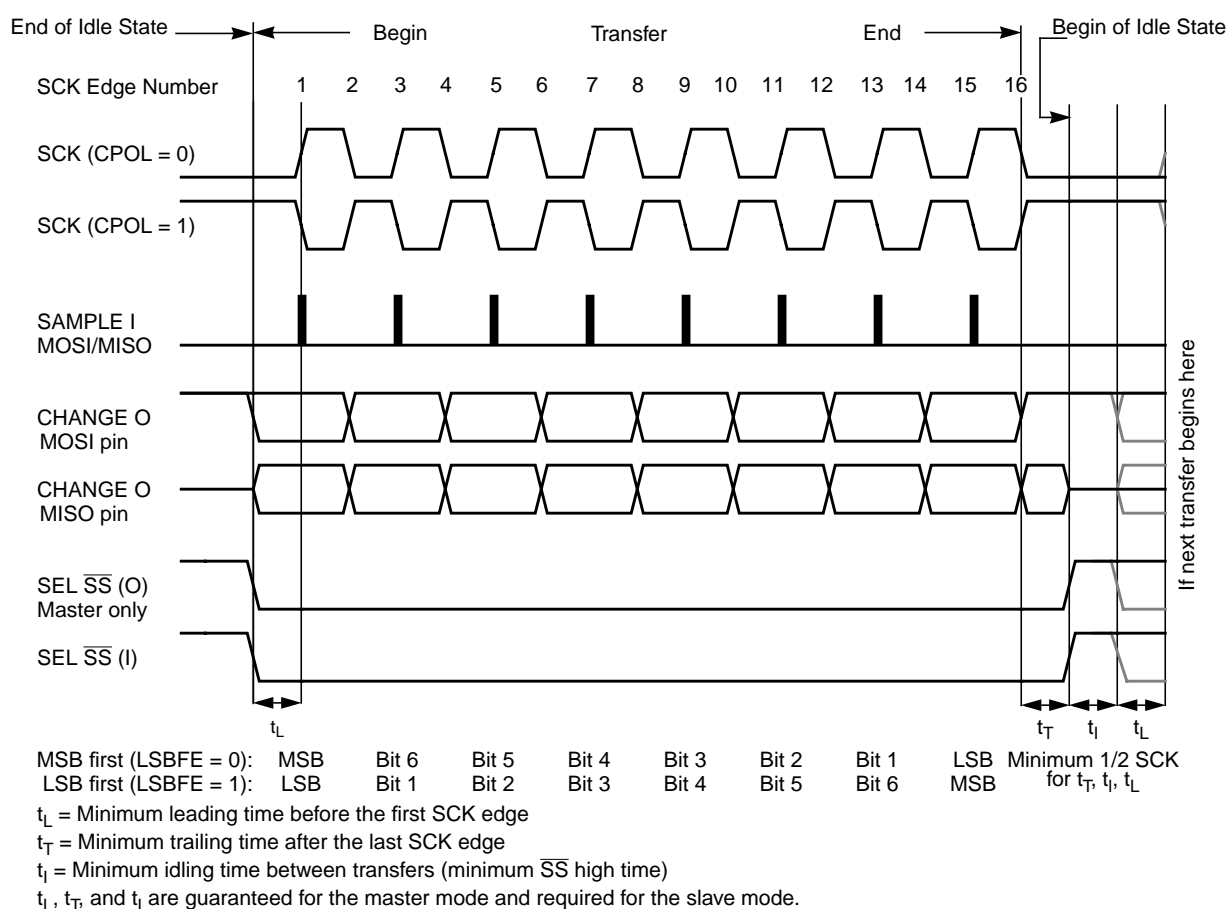 End of Idle State
Begin
Transfer
End
Begin of Idle State
SCK Edge Number 1 2 3 4 5 6 7 8 9 10 11 12 13 14 15 16
SCK (CPOL = 0)
SCK (CPOL = 1)
SAMPLE I
MOSI/MISO
CHANGE O
MOSI pin
CHANGE O
MISO pin
SEL SS (O)
Master only
SEL SS (I)
If next transfer begins here
tL tT tI tL
MSB first (LSBFE = 0): MSB Bit 6 Bit 5 Bit 4 Bit 3 Bit 2 Bit 1 LSB Minimum 1/2 SCK
LSB first (LSBFE = 1): LSB Bit 1 Bit 2 Bit 3 Bit 4 Bit 5 Bit 6 MSB for tT, tl, tL
tL = Minimum leading time before the first SCK edge
tT = Minimum trailing time after the last SCK edge
tI = Minimum idling time between transfers (minimum SS high time)
tL, tT, and tI are guaranteed for the master mode and required for the slave mode.